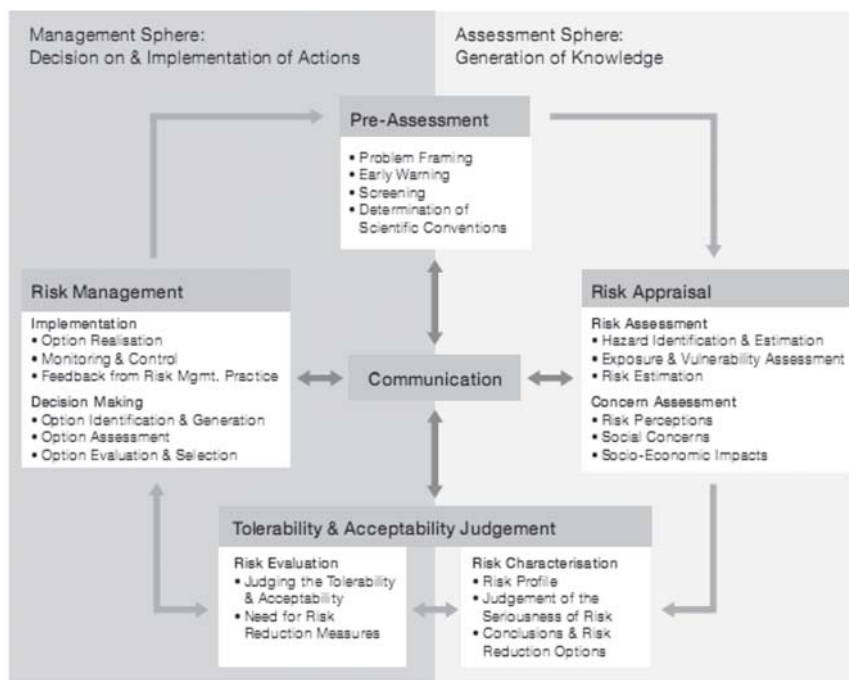 Management Sphere:
Decision on & Implementation of Actions
Assessment Sphere:
Generation of Knowledge
Pre-Assessment
• Problem Framing
• Early Warning
• Screening
• Determination of
Scientific Conventions
Risk Management
Implementation
• Option Realisation
• Monitoring & Control
• Feedback from Risk Mgmt. Practice
Decision Making
• Option Identification & Generation
• Option Assessment
• Option Evaluation & Selection
Communication
Risk Appraisal
Risk Assessment
• Hazard Identification & Estimation
• Exposure & Vulnerability Assessment
• Risk Estimation
Concern Assessment
• Risk Perceptions
• Social Concerns
• Socio-Economic Impacts
Tolerability & Acceptability Judgement
Risk Evaluation
• Judging the Tolerability
& Acceptability
• Need for Risk
Reduction Measures
Risk Characterisation
• Risk Profile
• Judgement of the
Seriousness of Risk
• Conclusions & Risk
Reduction Options